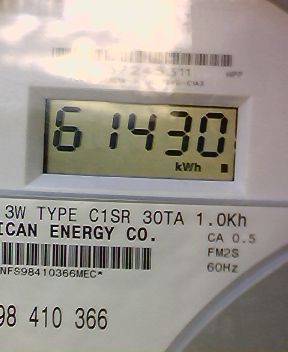 61430
kWh
3W TYPE C1SR 30TA 1.0Kh
ICAN ENERGY CO.
CA 0.5
FM2S
NFS98410366MEC*
60Hz
98 410 366